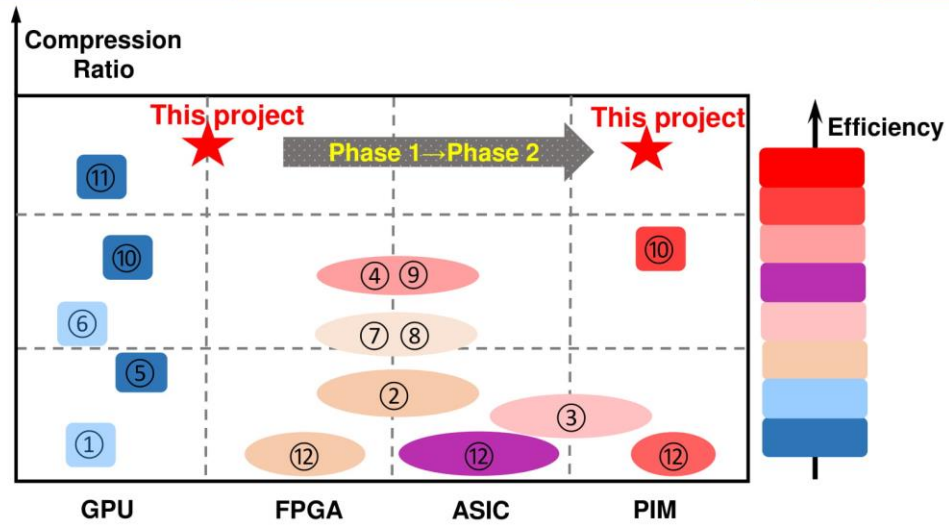 Compression
Ratio
This project
This project
Efficiency
Phase 1→Phase 2
⑪
⑩
⑩
④ ⑨
⑥
⑦ ⑧
⑤
②
③
①
⑫
⑫
⑫
GPU
FPGA
ASIC
PIM